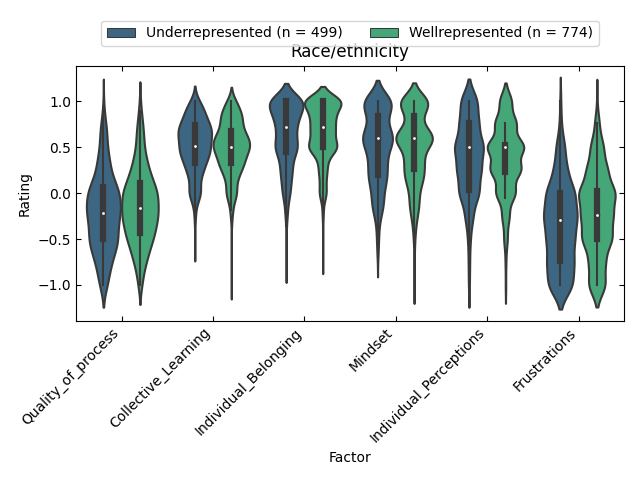 Underrepresented (n = 499) Wellrepresented (n = 774)
Race/ethnicity
1.0
0.5
0.0
−0.5
−1.0
Rating
Quality_of_process
Collective_Learning
Individual_Belonging
Mindset
Individual_Perceptions
Frustrations
Factor